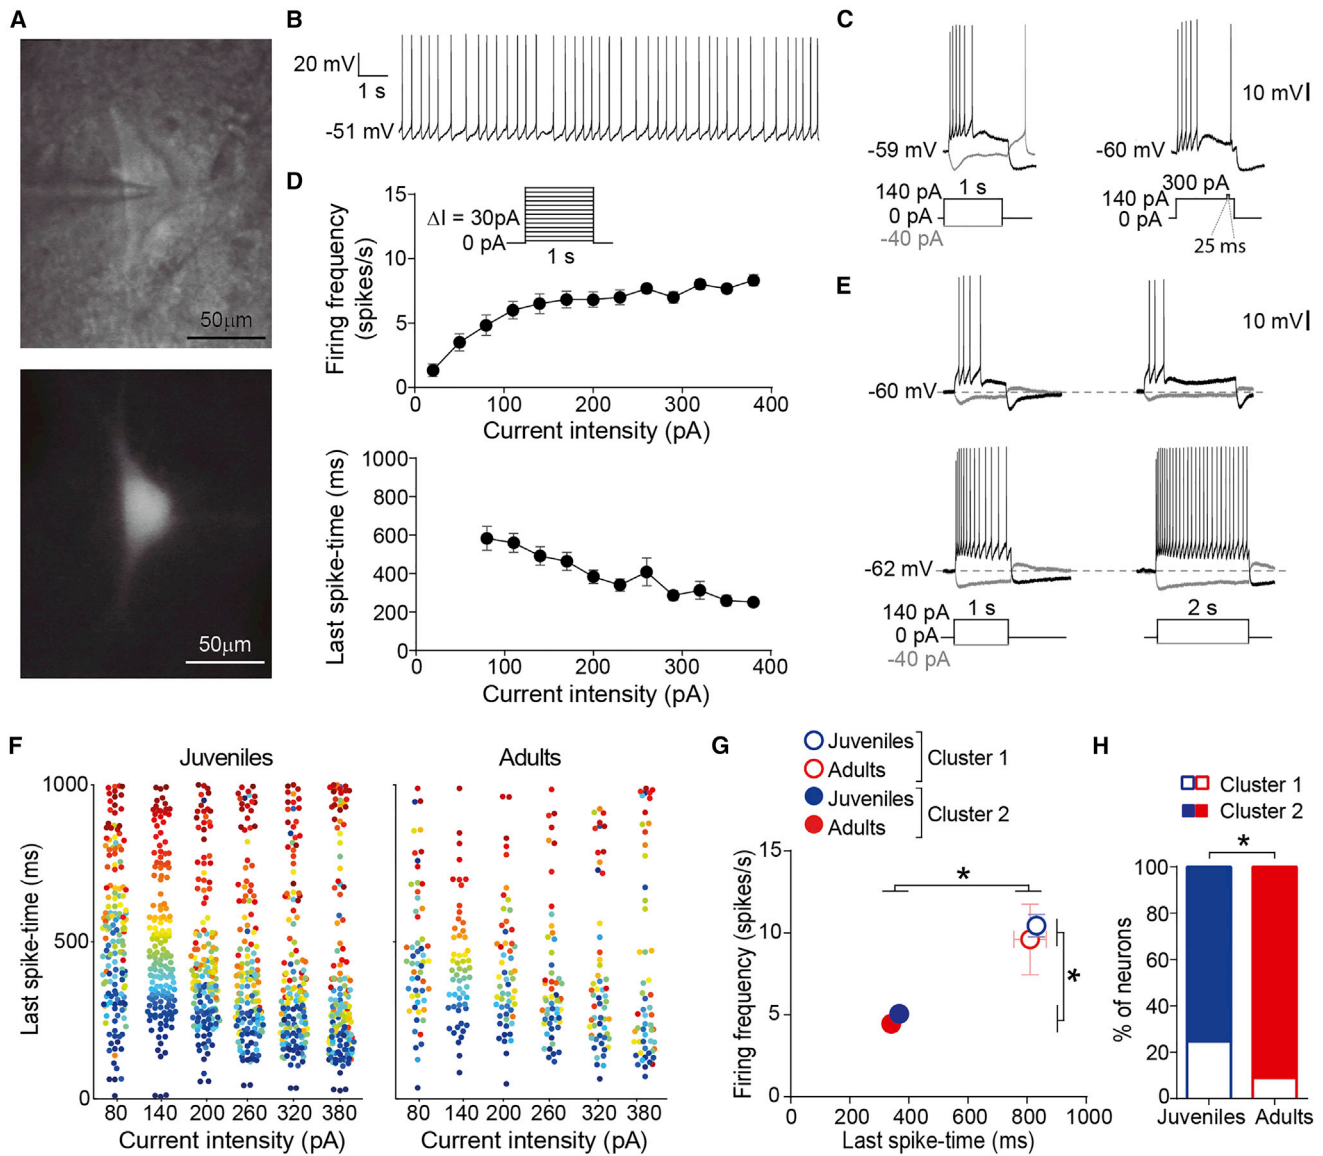 A
50µm
50µm
B
20 mV
1 s
-51 mV
C
10 mV
-59 mV
-60 mV
140 pA
1 s
0 pA
-40 pA
300 pA
140 pA
0 pA
25 ms
D
Firing frequency
(spikes/s)
15
10
5
0
ΔI = 30pA
0 pA
1 s
0
100
200
300
400
Current intensity (pA)
Last spike-time (ms)
1000
800
600
400
200
0
0
100
200
300
400
Current intensity (pA)
E
10 mV
-60 mV
-62 mV
140 pA
1 s
2 s
0 pA
-40 pA
F
Juveniles
Adults
Last spike-time (ms)
1000
500
0
80
140
200
260
320
380
Current intensity (pA)
80
140
200
260
320
380
Current intensity (pA)
G
Juveniles
Adults
Cluster 1
Juveniles
Adults
Cluster 2
Firing frequency (spikes/s)
15
10
5
0
*
*
0
200
400
600
800
1000
Last spike-time (ms)
H
Cluster 1
Cluster 2
*
% of neurons
100
80
60
40
20
0
Juveniles
Adults